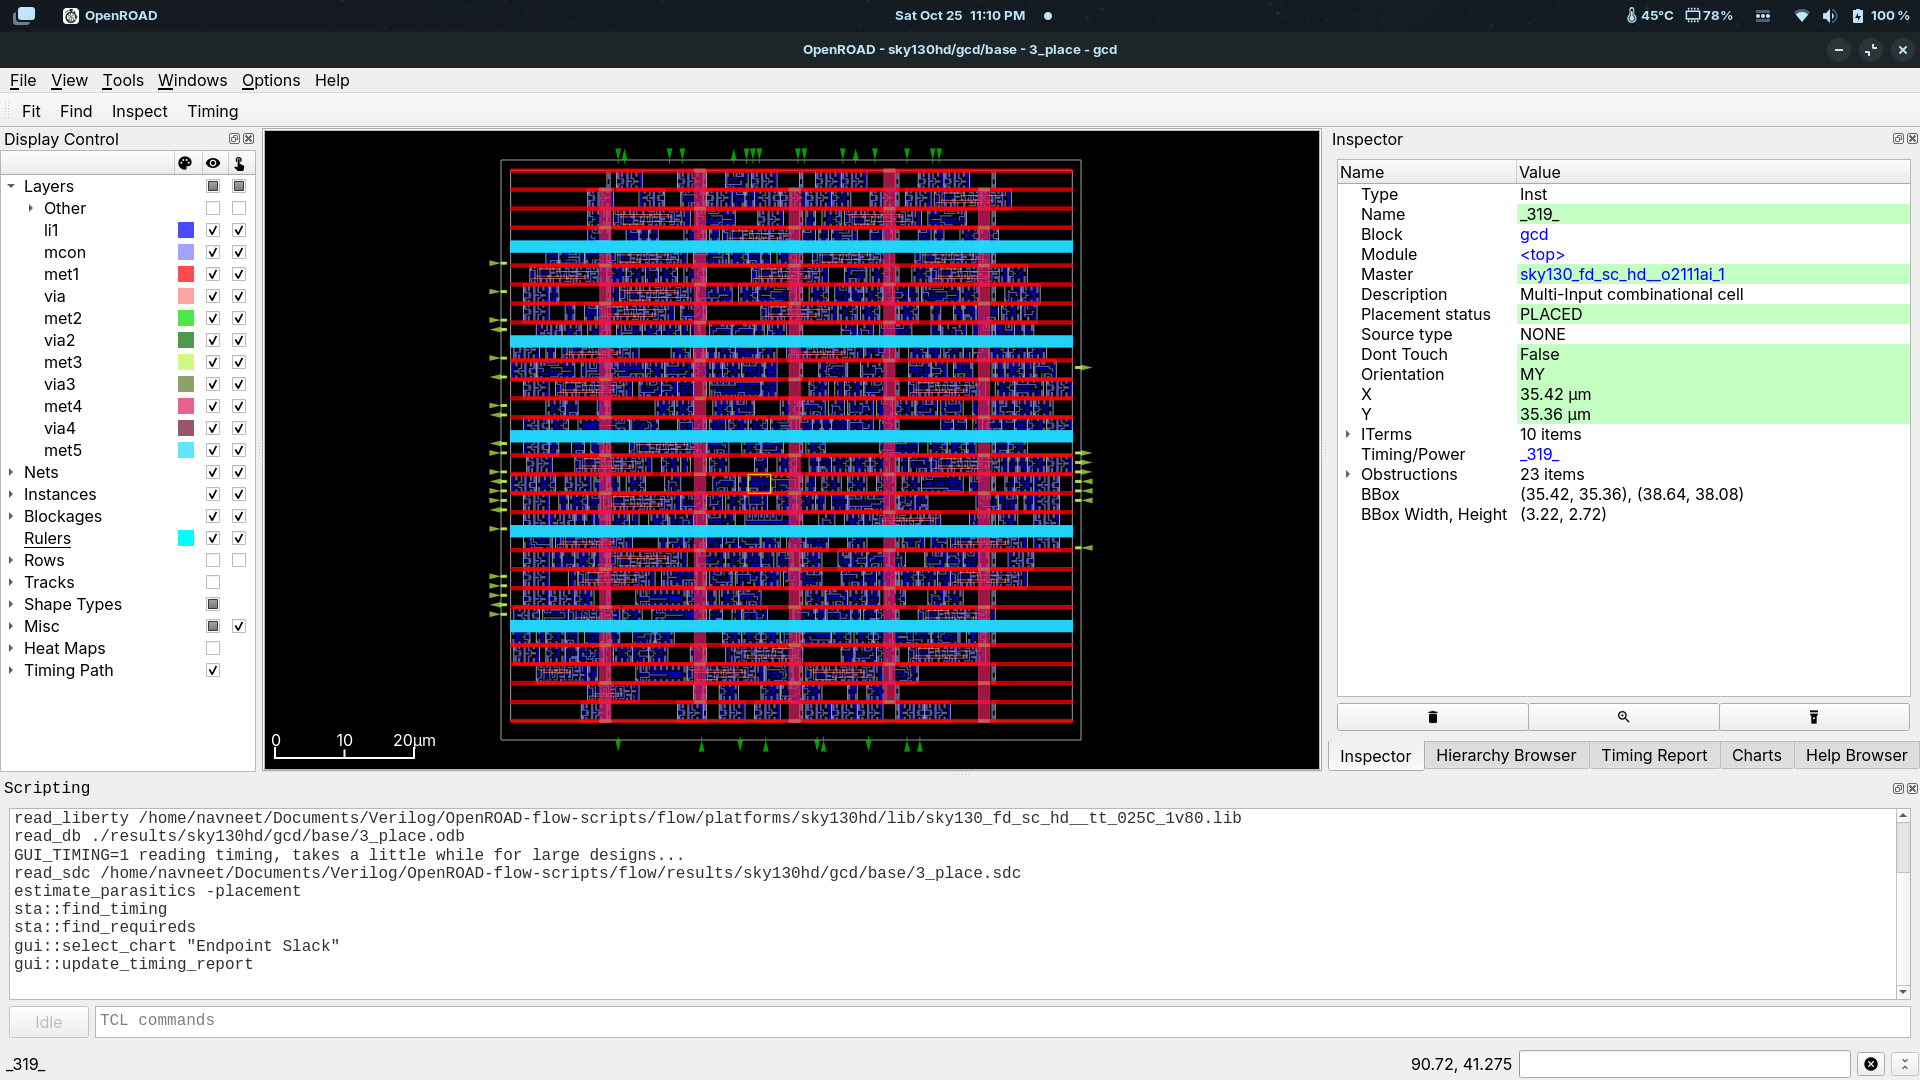 OpenROAD
Sat Oct 25 11:10 PM
45°C 78% 100 %
OpenROAD - sky130hd/gcd/base - 3_place - gcd
File View Tools Windows Options Help
Fit Find Inspect Timing
Display Control
Layers
Other
li1
mcon
met1
via
met2
via2
met3
via3
met4
via4
met5
Nets
Instances
Blockages
Rulers
Rows
Tracks
Shape Types
Misc
Heat Maps
Timing Path
0 10 20µm
Inspector
Name Value
Type Inst
Name _319_
Block gcd
Module <top>
Master sky130_fd_sc_hd__o2111ai_1
Description Multi-Input combinational cell
Placement status PLACED
Source type NONE
Dont Touch False
Orientation MY
X 35.42 µm
Y 35.36 µm
ITerms 10 items
Timing/Power _319_
Obstructions 23 items
BBox (35.42, 35.36), (38.64, 38.08)
BBox Width, Height (3.22, 2.72)
Inspector Hierarchy Browser Timing Report Charts Help Browser
Scripting
read_liberty /home/navneet/Documents/Verilog/OpenROAD-flow-scripts/flow/platforms/sky130hd/lib/sky130_fd_sc_hd__tt_025C_1v80.lib
read_db ./results/sky130hd/gcd/base/3_place.odb
GUI_TIMING=1 reading timing, takes a little while for large designs...
read_sdc /home/navneet/Documents/Verilog/OpenROAD-flow-scripts/flow/results/sky130hd/gcd/base/3_place.sdc
estimate_parasitics -placement
sta::find_timing
sta::find_requireds
gui::select_chart "Endpoint Slack"
gui::update_timing_report
Idle TCL commands
_319_ 90.72, 41.275